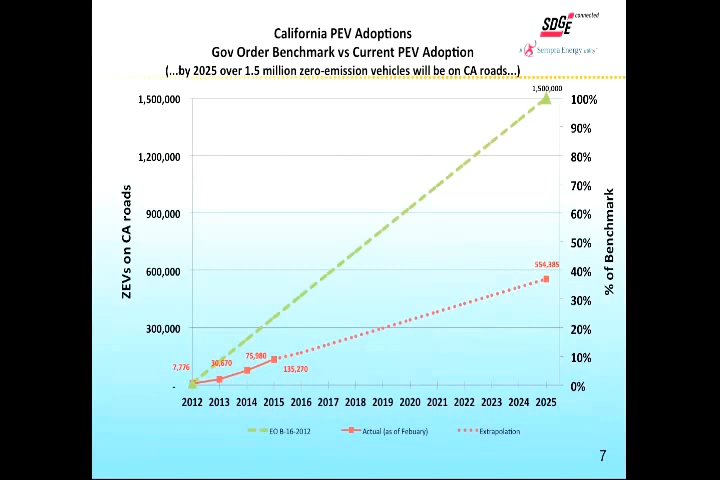 California PEV Adoptions
Gov Order Benchmark vs Current PEV Adoption
(...by 2025 over 1.5 million zero-emission vehicles will be on CA roads...)
SDGE connected
A Sempra Energy utility
1,500,000
1,500,000 100%
90%
1,200,000 80%
70%
900,000 60%
50%
554,385
600,000 40%
30%
300,000 20%
7,776 30,670 75,980 135,270
10%
- 0%
ZEVs on CA roads
% of Benchmark
2012 2013 2014 2015 2016 2017 2018 2019 2020 2021 2022 2023 2024 2025
EO B-16-2012 Actual (as of Febuary) Extrapolation
7